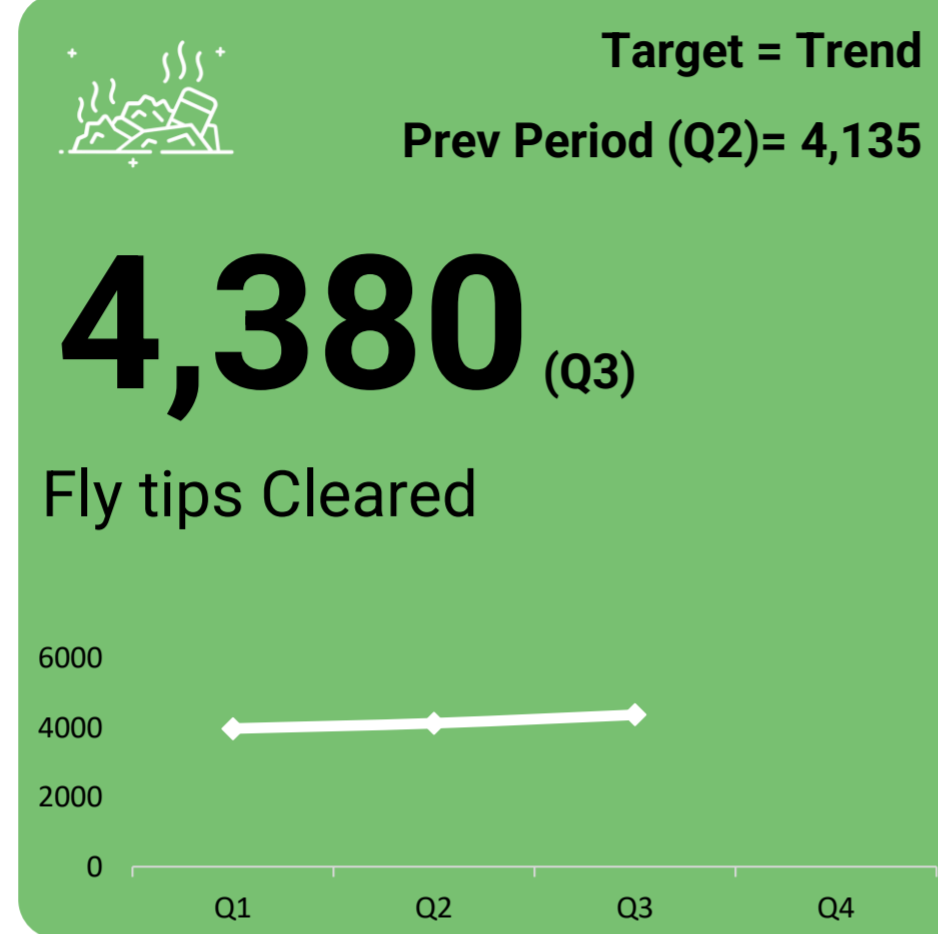 Target = Trend
Prev Period (Q2)= 4,135
4,380 (Q3)
Fly tips Cleared
6000
4000
2000
0
Q1 Q2 Q3 Q4